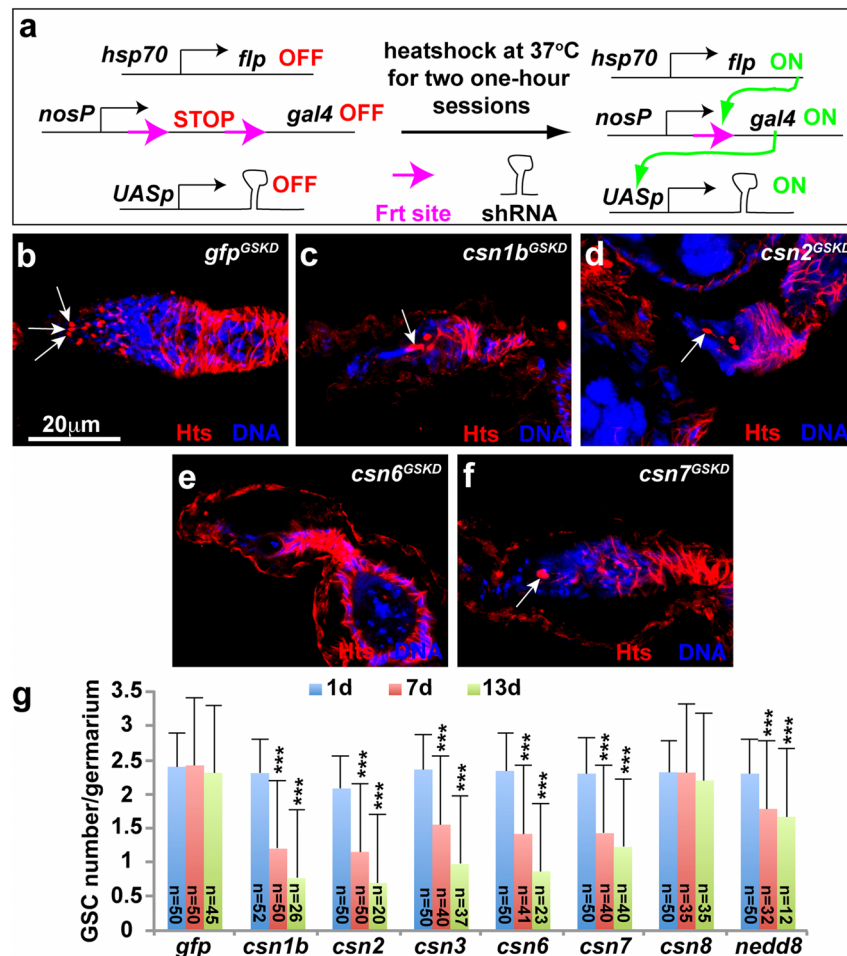 a
hsp70 flp OFF
nosP STOP gal4 OFF
UASp OFF
heatshock at 37°C
for two one-hour
sessions
Frt site
shRNA
hsp70 flp ON
nosP gal4 ON
UASp ON
b gfpGSKD
20μm Hts DNA
c csn1bGSKD
Hts DNA
d csn2GSKD
Hts DNA
e csn6GSKD
Hts DNA
f csn7GSKD
Hts DNA
g
1d 7d 13d
GSC number/germarium
3.5
3
2.5
2
1.5
1
0.5
0
*** *** *** *** *** *** *** *** *** *** *** ***
n=50 n=50 n=45 n=52 n=50 n=26 n=50 n=50 n=20 n=50 n=40 n=37 n=50 n=41 n=23 n=50 n=40 n=40 n=50 n=35 n=35 n=50 n=32 n=12
gfp csn1b csn2 csn3 csn6 csn7 csn8 nedd8